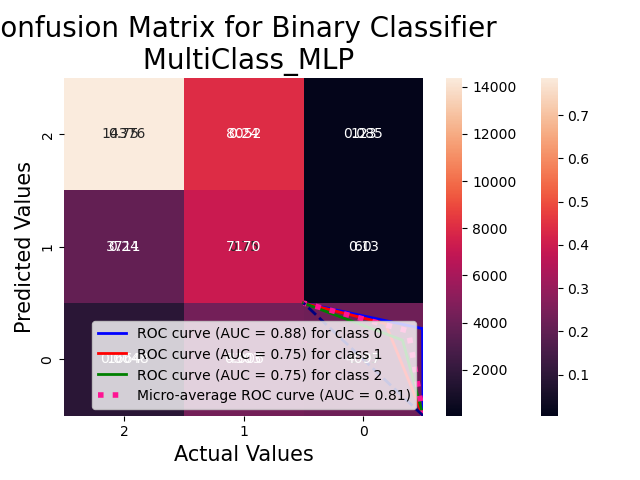 onfusion Matrix for Binary Classifier
MultiClass_MLP
14000
12000
10000
8000
6000
4000
2000
0.7
0.6
0.5
0.4
0.3
0.2
0.1
Predicted Values
2
1
0
7170
ROC curve (AUC = 0.88) for class 0
ROC curve (AUC = 0.75) for class 1
ROC curve (AUC = 0.75) for class 2
Micro-average ROC curve (AUC = 0.81)
2 1 0
Actual Values